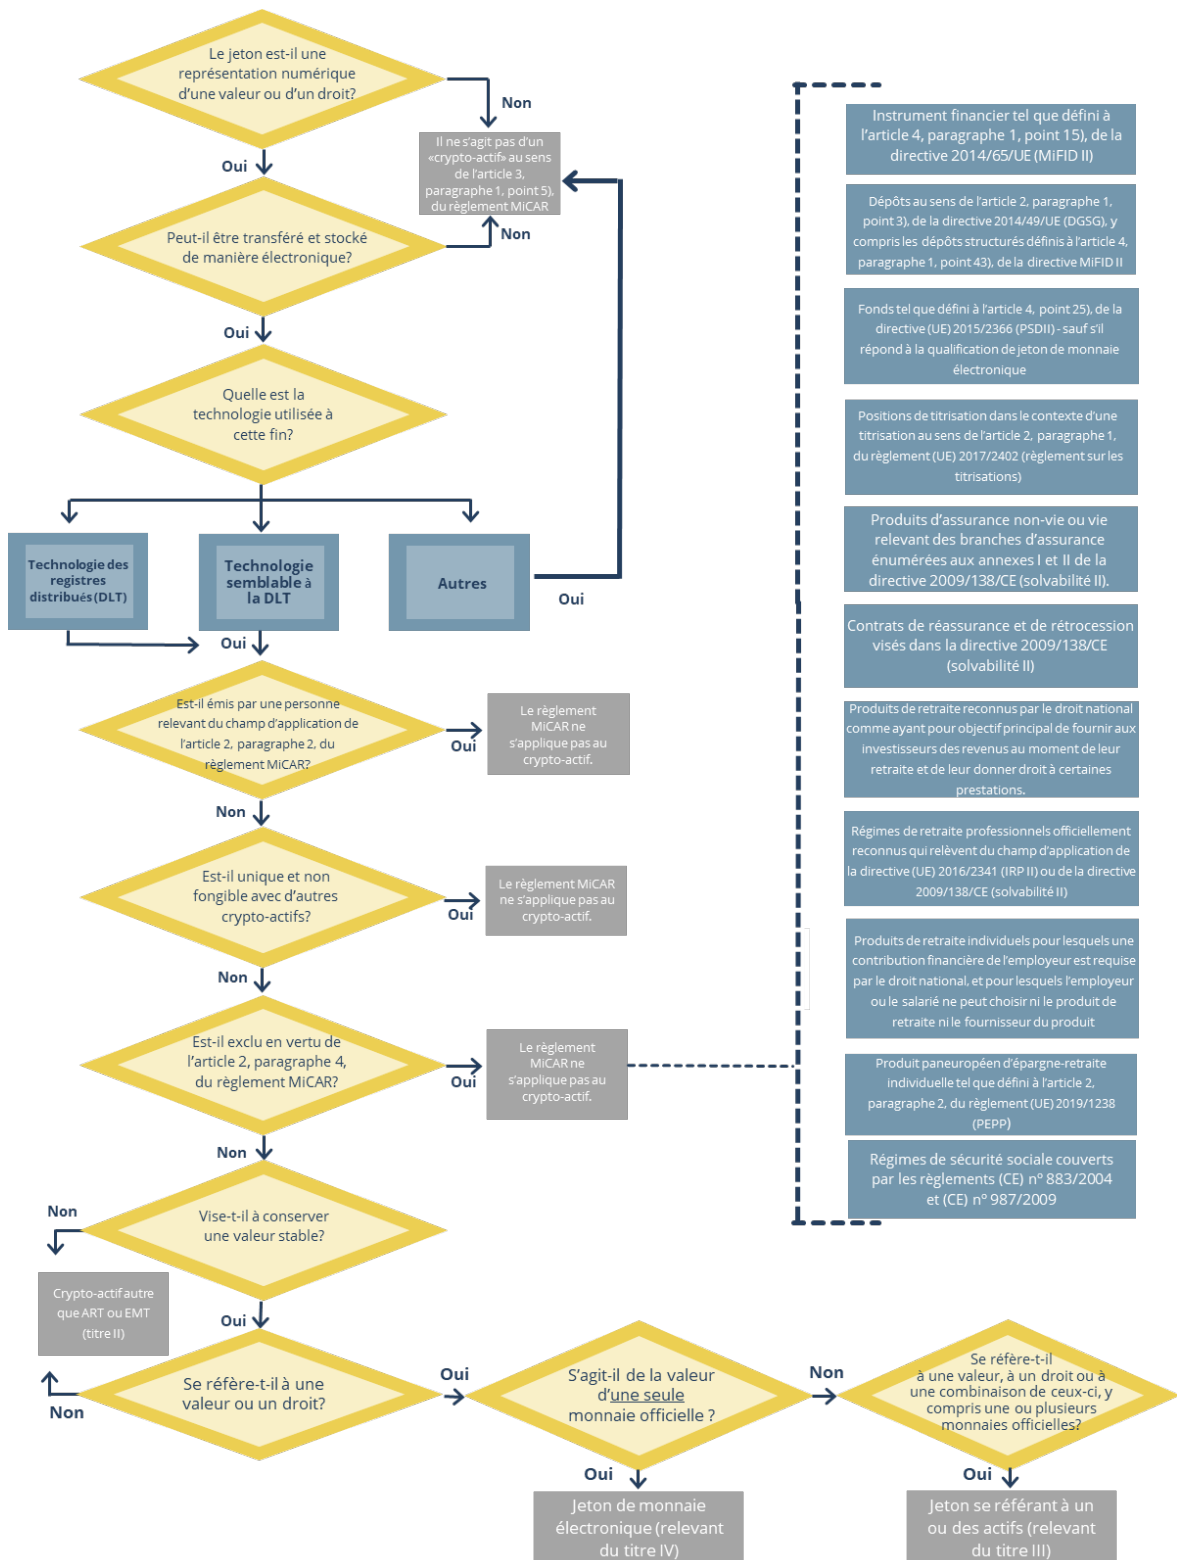 Le jeton est-il une
représentation numérique
d'une valeur ou d'un droit?
Non
Oui
Il ne s'agit pas d'un
«crypto-actif» au sens
de l'article 3,
paragraphe 1, point 5),
du règlement MiCAR
Peut-il être transféré et stocké
de manière électronique?
Non
Oui
Quelle est la
technologie utilisée à
cette fin?
Technologie des
registres
distribués (DLT)
Technologie
semblable à
la DLT
Autres
Oui
Oui
Est-il émis par une personne
relevant du champ d'application de
l'article 2, paragraphe 2, du
règlement MiCAR?
Oui
Le règlement
MiCAR ne
s'applique pas au
crypto-actif.
Non
Est-il unique et non
fongible avec d'autres
crypto-actifs?
Oui
Le règlement MiCAR
ne s'applique pas au
crypto-actif.
Non
Est-il exclu en vertu de
l'article 2, paragraphe 4,
du règlement MiCAR?
Oui
Le règlement
MiCAR ne
s'applique pas au
crypto-actif.
Non
Vise-t-il à conserver
une valeur stable?
Non
Crypto-actif autre
que ART ou EMT
(titre II)
Oui
Se réfère-t-il à une
valeur ou un droit?
Non
Oui
S'agit-il de la valeur
d'une seule
monnaie officielle ?
Non
Se réfère-t-il
à une valeur, à un droit ou à
une combinaison de ceux-ci, y
compris une ou plusieurs
monnaies officielles?
Oui
Jeton de monnaie
électronique (relevant
du titre IV)
Oui
Jeton se référant à un
ou des actifs (relevant
du titre III)
Instrument financier tel que défini à
l'article 4, paragraphe 1, point 15), de la
directive 2014/65/UE (MiFID II)
Dépôts au sens de l'article 2, paragraphe 1,
point 3), de la directive 2014/49/UE (DGSG), y
compris les dépôts structurés définis à l'article 4,
paragraphe 1, point 43), de la directive MiFID II
Fonds tel que défini à l'article 4, point 25), de la
directive (UE) 2015/2366 (PSDII) - sauf s'il
répond à la qualification de jeton de monnaie
électronique
Positions de titrisation dans le contexte d'une
titrisation au sens de l'article 2, paragraphe 1,
du règlement (UE) 2017/2402 (règlement sur les
titrisations)
Produits d'assurance non-vie ou vie
relevant des branches d'assurance
énumérées aux annexes I et II de la
directive 2009/138/CE (solvabilité II).
Contrats de réassurance et de rétrocession
visés dans la directive 2009/138/CE
(solvabilité II)
Produits de retraite reconnus par le droit national
comme ayant pour objectif principal de fournir aux
investisseurs des revenus au moment de leur
retraite et de leur donner droit à certaines
prestations.
Régimes de retraite professionnels officiellement
reconnus qui relèvent du champ d'application de
la directive (UE) 2016/2341 (IRP II) ou de la directive
2009/138/CE (solvabilité II)
Produits de retraite individuels pour lesquels une
contribution financière de l'employeur est requise
par le droit national, et pour lesquels l'employeur
ou le salarié ne peut choisir ni le produit de
retraite ni le fournisseur du produit
Produit paneuropéen d'épargne-retraite
individuelle tel que défini à l'article 2,
paragraphe 2, du règlement (UE) 2019/1238
(PEPP)
Régimes de sécurité sociale couverts
par les règlements (CE) nº 883/2004
et (CE) nº 987/2009